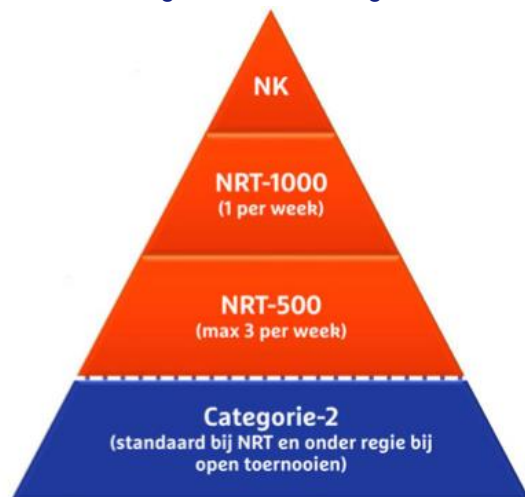 NK
NRT-1000
(1 per week)
NRT-500
(max 3 per week)
Categorie-2
(standaard bij NRT en onder regie bij
open toernooien)